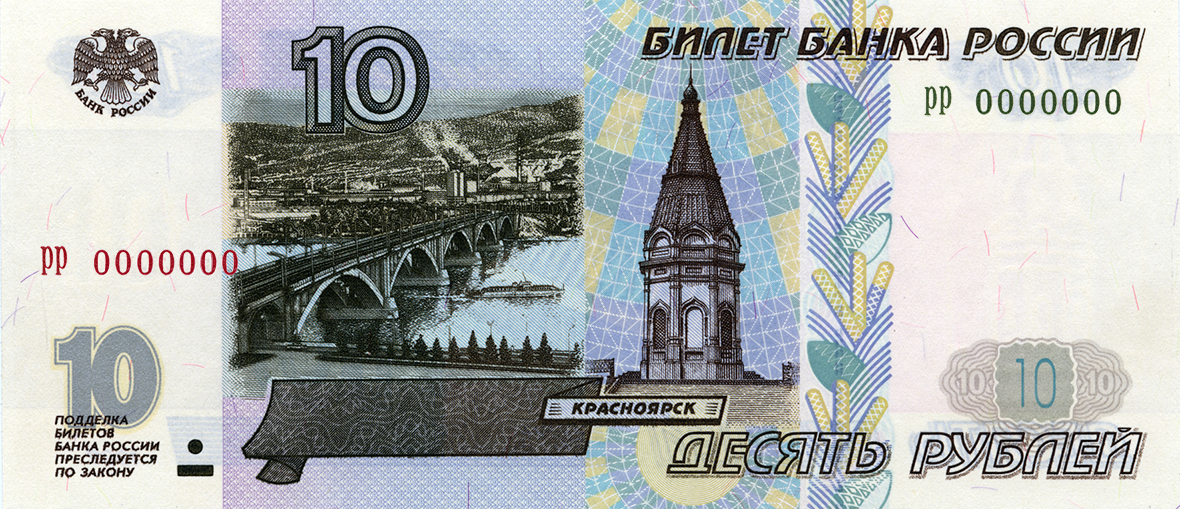 10
БИЛЕТ БАНКА РОССИИ
БАНК РОССИИ
рр 0000000
рр 0000000
10
10 10 10
ПОДДЕЛКА
БИЛЕТОВ
БАНКА РОССИИ
ПРЕСЛЕДУЕТСЯ
ПО ЗАКОНУ
КРАСНОЯРСК
ДЕСЯТЬ РУБЛЕЙ